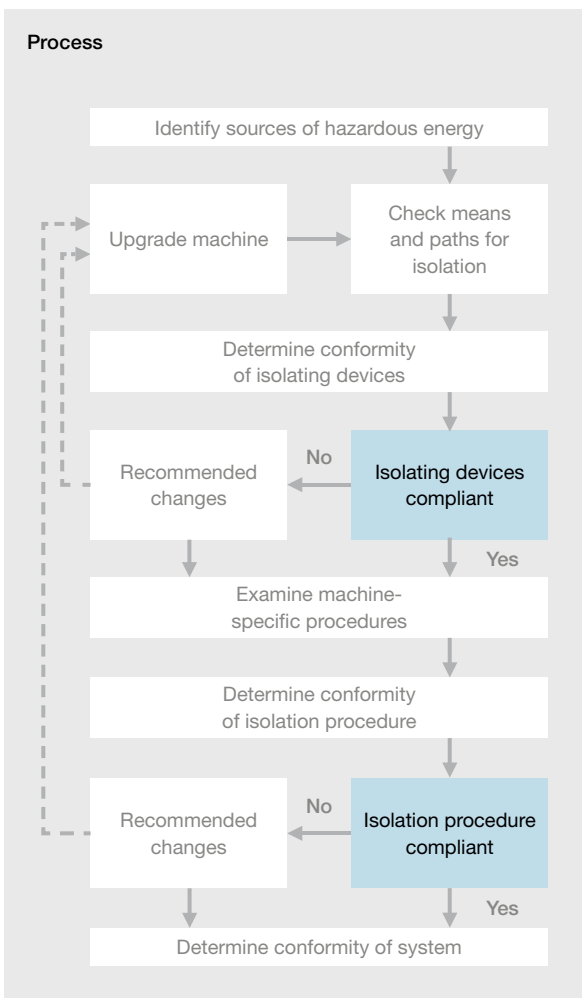 Process
Identify sources of hazardous energy
Upgrade machine
Check means
and paths for
isolation
Determine conformity
of isolating devices
Recommended
changes
No
Isolating devices
compliant
Yes
Examine machine-
specific procedures
Determine conformity
of isolation procedure
Recommended
changes
No
Isolation procedure
compliant
Yes
Determine conformity of system